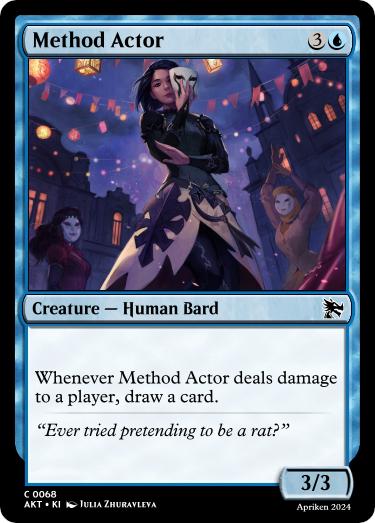 Method Actor 3
Creature — Human Bard
Whenever Method Actor deals damage
to a player, draw a card.
“Ever tried pretending to be a rat?”
3/3
C 0068
AKT • KI Julia Zhuravleva
Apriken 2024